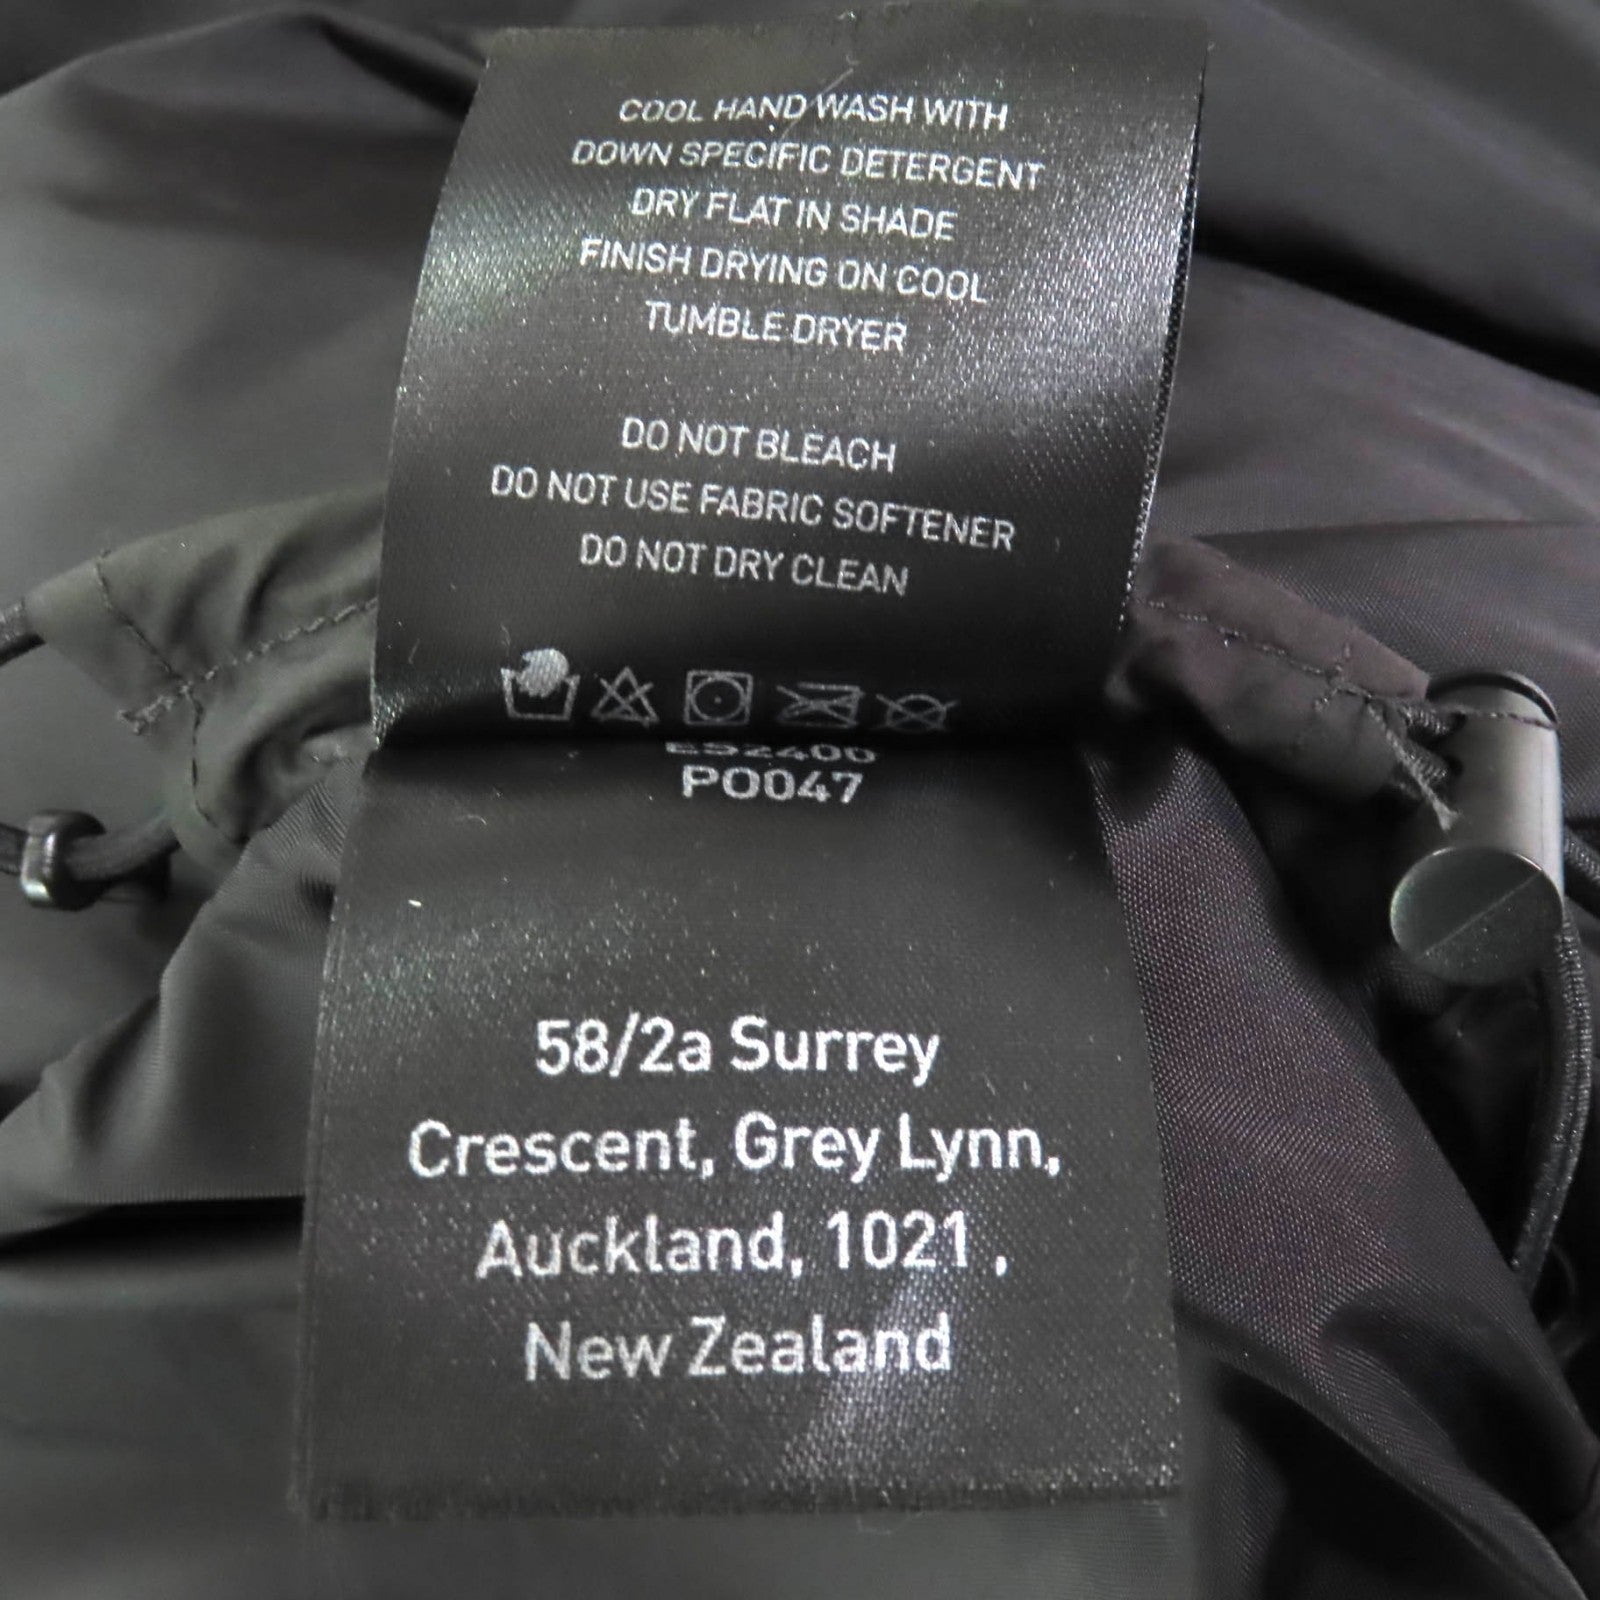 COOL HAND WASH WITH
DOWN SPECIFIC DETERGENT
DRY FLAT IN SHADE
FINISH DRYING ON COOL
TUMBLE DRYER
DO NOT BLEACH
DO NOT USE FABRIC SOFTENER
DO NOT DRY CLEAN
PO047
58/2a Surrey
Crescent, Grey Lynn,
Auckland, 1021 ,
New Zealand